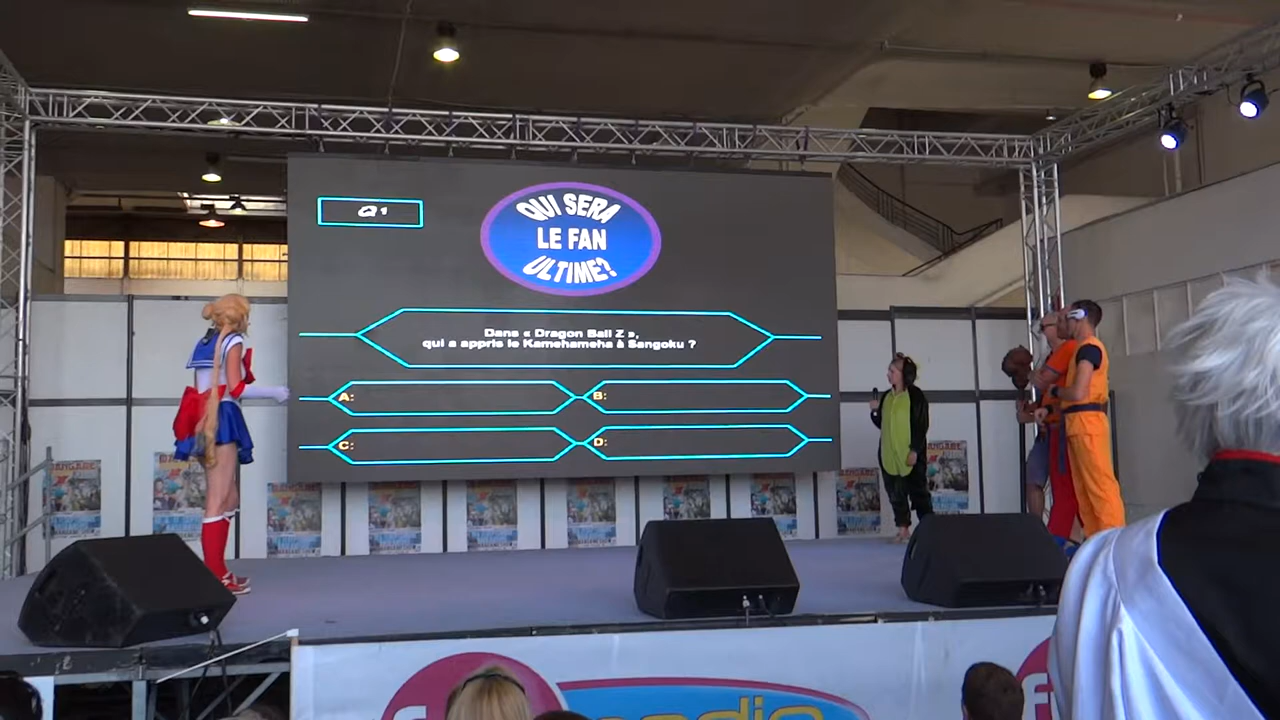 Q1
QUI SERA
LE FAN
ULTIME?
Dans « Dragon Ball Z »,
qui a appris le Kamehameha à Sangoku ?
A:
B:
C:
D: